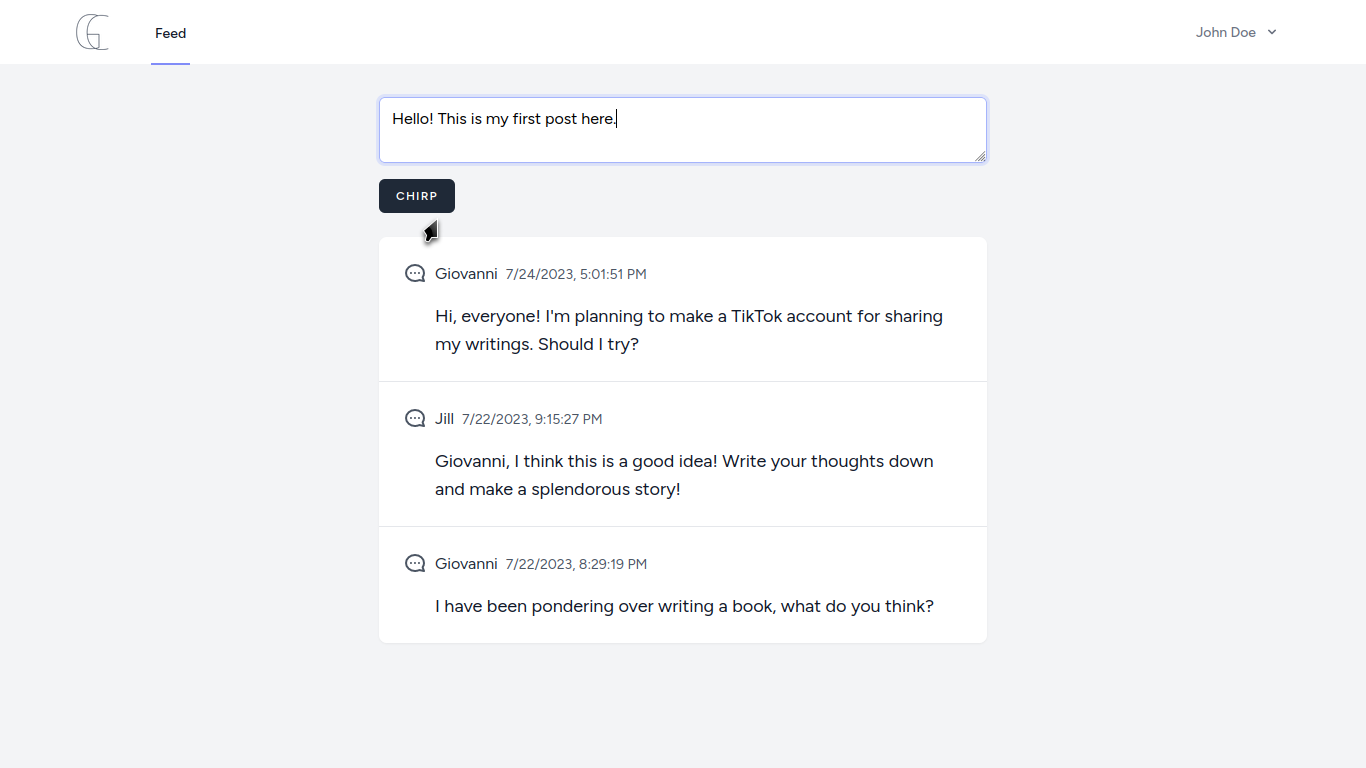 Feed
John Doe
Hello! This is my first post here.
CHIRP
Giovanni 7/24/2023, 5:01:51 PM
Hi, everyone! I'm planning to make a TikTok account for sharing
my writings. Should I try?
Jill 7/22/2023, 9:15:27 PM
Giovanni, I think this is a good idea! Write your thoughts down
and make a splendorous story!
Giovanni 7/22/2023, 8:29:19 PM
I have been pondering over writing a book, what do you think?